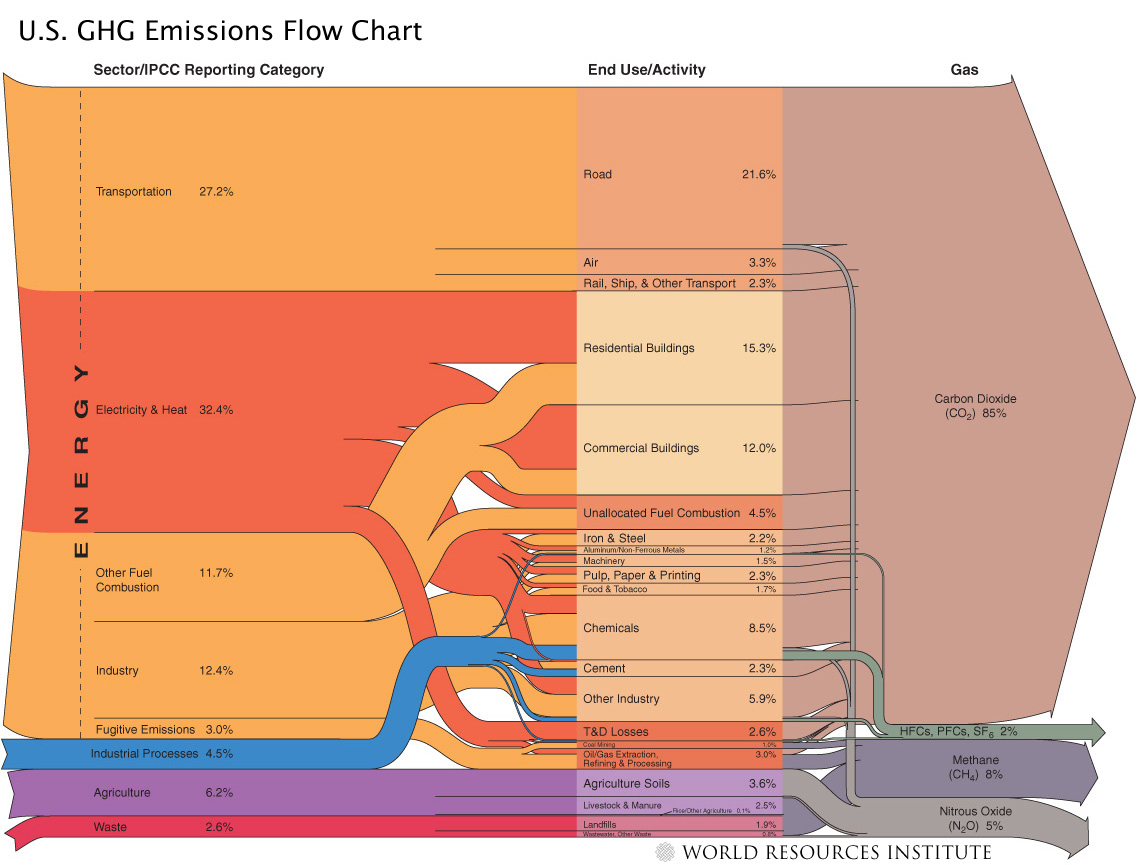 U.S. GHG Emissions Flow Chart
Sector/IPCC Reporting Category
End Use/Activity
Gas
ENERGY
Transportation 27.2%
Electricity & Heat 32.4%
Other Fuel
Combustion
11.7%
Industry 12.4%
Fugitive Emissions 3.0%
Industrial Processes 4.5%
Agriculture 6.2%
Waste 2.6%
Road 21.6%
Air 3.3%
Rail, Ship, & Other Transport 2.3%
Residential Buildings 15.3%
Commercial Buildings 12.0%
Unallocated Fuel Combustion 4.5%
Iron & Steel 2.2%
Aluminum/Non-Ferrous Metals 1.2%
Machinery 1.5%
Pulp, Paper & Printing 2.3%
Food & Tobacco 1.7%
Chemicals 8.5%
Cement 2.3%
Other Industry 5.9%
T&D Losses 2.6%
Coal Mining 1.0%
Oil/Gas Extraction,
Refining & Processing
3.0%
Agriculture Soils 3.6%
Livestock & Manure 2.5%
Rice/Other Agriculture 0.1%
Landfills 1.9%
Wastewater, Other Waste
Carbon Dioxide
(CO2) 85%
HFCs, PFCs, SF6 2%
Methane
(CH4) 8%
Nitrous Oxide
(N2O) 5%
WORLD RESOURCES INSTITUTE